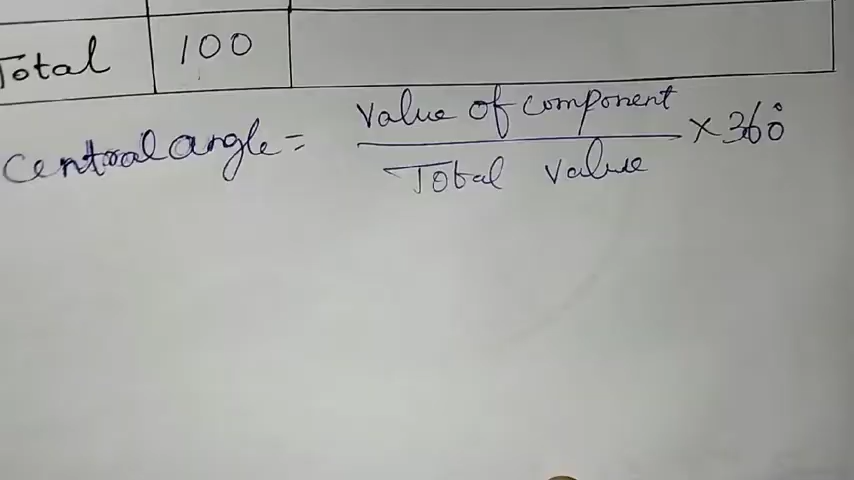 Total 100
Central angle = Value of component / Total value × 360°